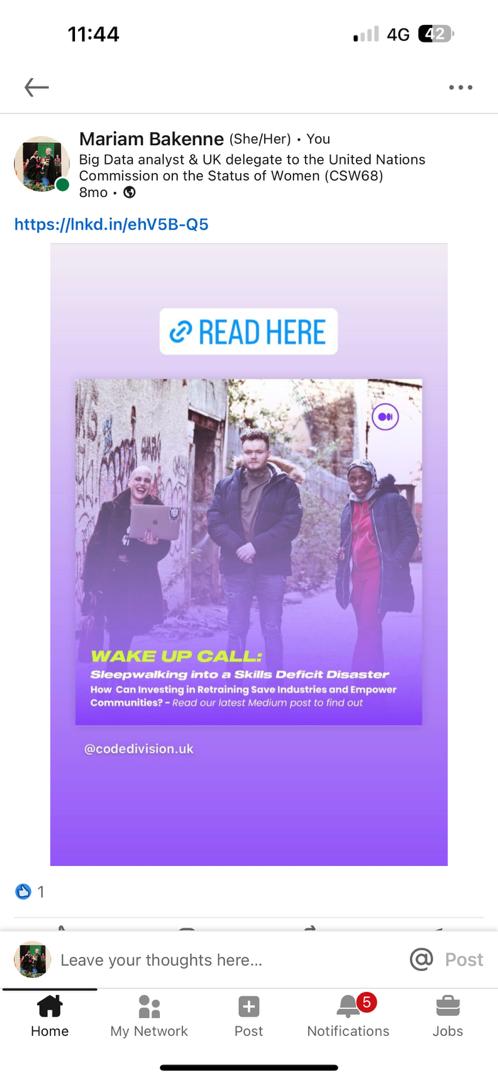 11:44
4G 42
Mariam Bakenne (She/Her) • You
Big Data analyst & UK delegate to the United Nations
Commission on the Status of Women (CSW68)
8mo •
https://lnkd.in/ehV5B-Q5
READ HERE
WAKE UP CALL:
Sleepwalking into a Skills Deficit Disaster
How Can Investing in Retraining Save Industries and Empower
Communities? - Read our latest Medium post to find out
@codedivision.uk
1
Leave your thoughts here...
@ Post
5
Home My Network Post Notifications Jobs